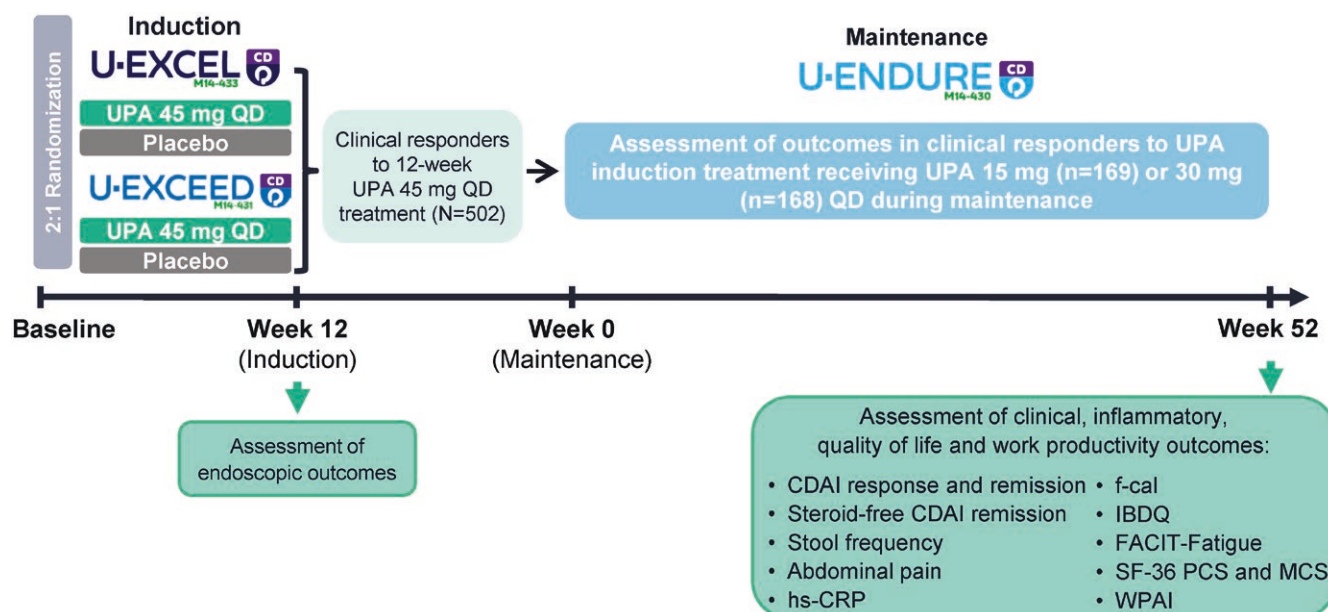 2:1 Randomization
Induction
U-EXCEL CD
M14-433
UPA 45 mg QD
Placebo
U-EXCEED CD
M14-431
UPA 45 mg QD
Placebo
Clinical responders
to 12-week
UPA 45 mg QD
treatment (N=502)
Maintenance
U-ENDURE CD
M14-430
Assessment of outcomes in clinical responders to UPA
induction treatment receiving UPA 15 mg (n=169) or 30 mg
(n=168) QD during maintenance
Baseline
Week 12
(Induction)
Week 0
(Maintenance)
Week 52
Assessment of
endoscopic outcomes
Assessment of clinical, inflammatory,
quality of life and work productivity outcomes:
• CDAI response and remission
• Steroid-free CDAI remission
• Stool frequency
• Abdominal pain
• hs-CRP
• f-cal
• IBDQ
• FACIT-Fatigue
• SF-36 PCS and MCS
• WPAI